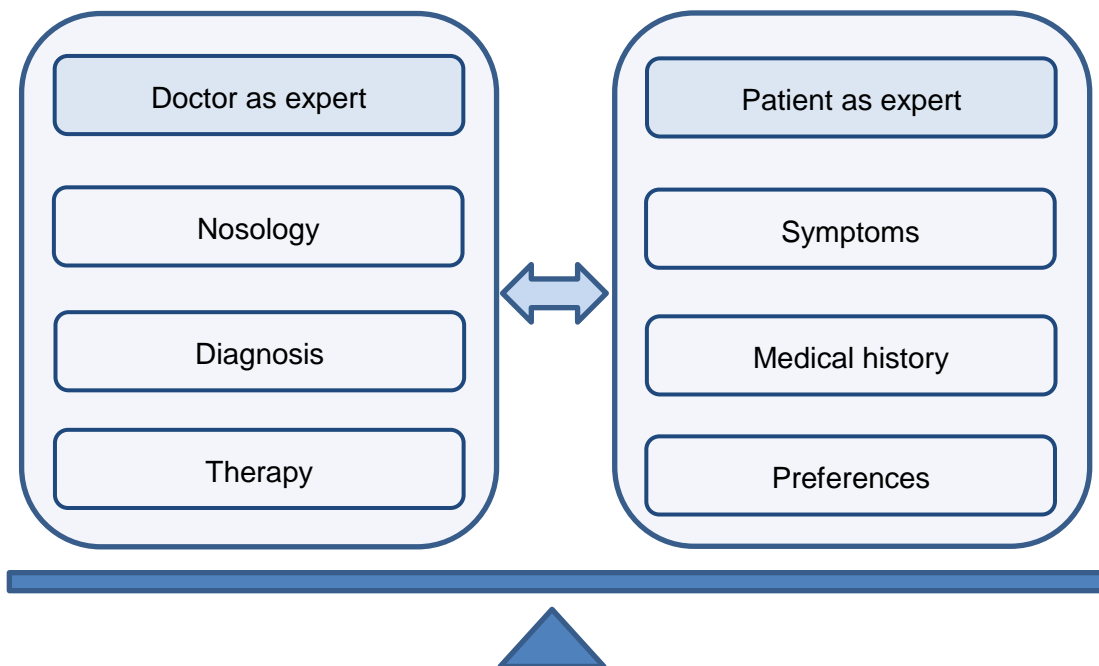 Doctor as expert
Nosology
Diagnosis
Therapy
Patient as expert
Symptoms
Medical history
Preferences